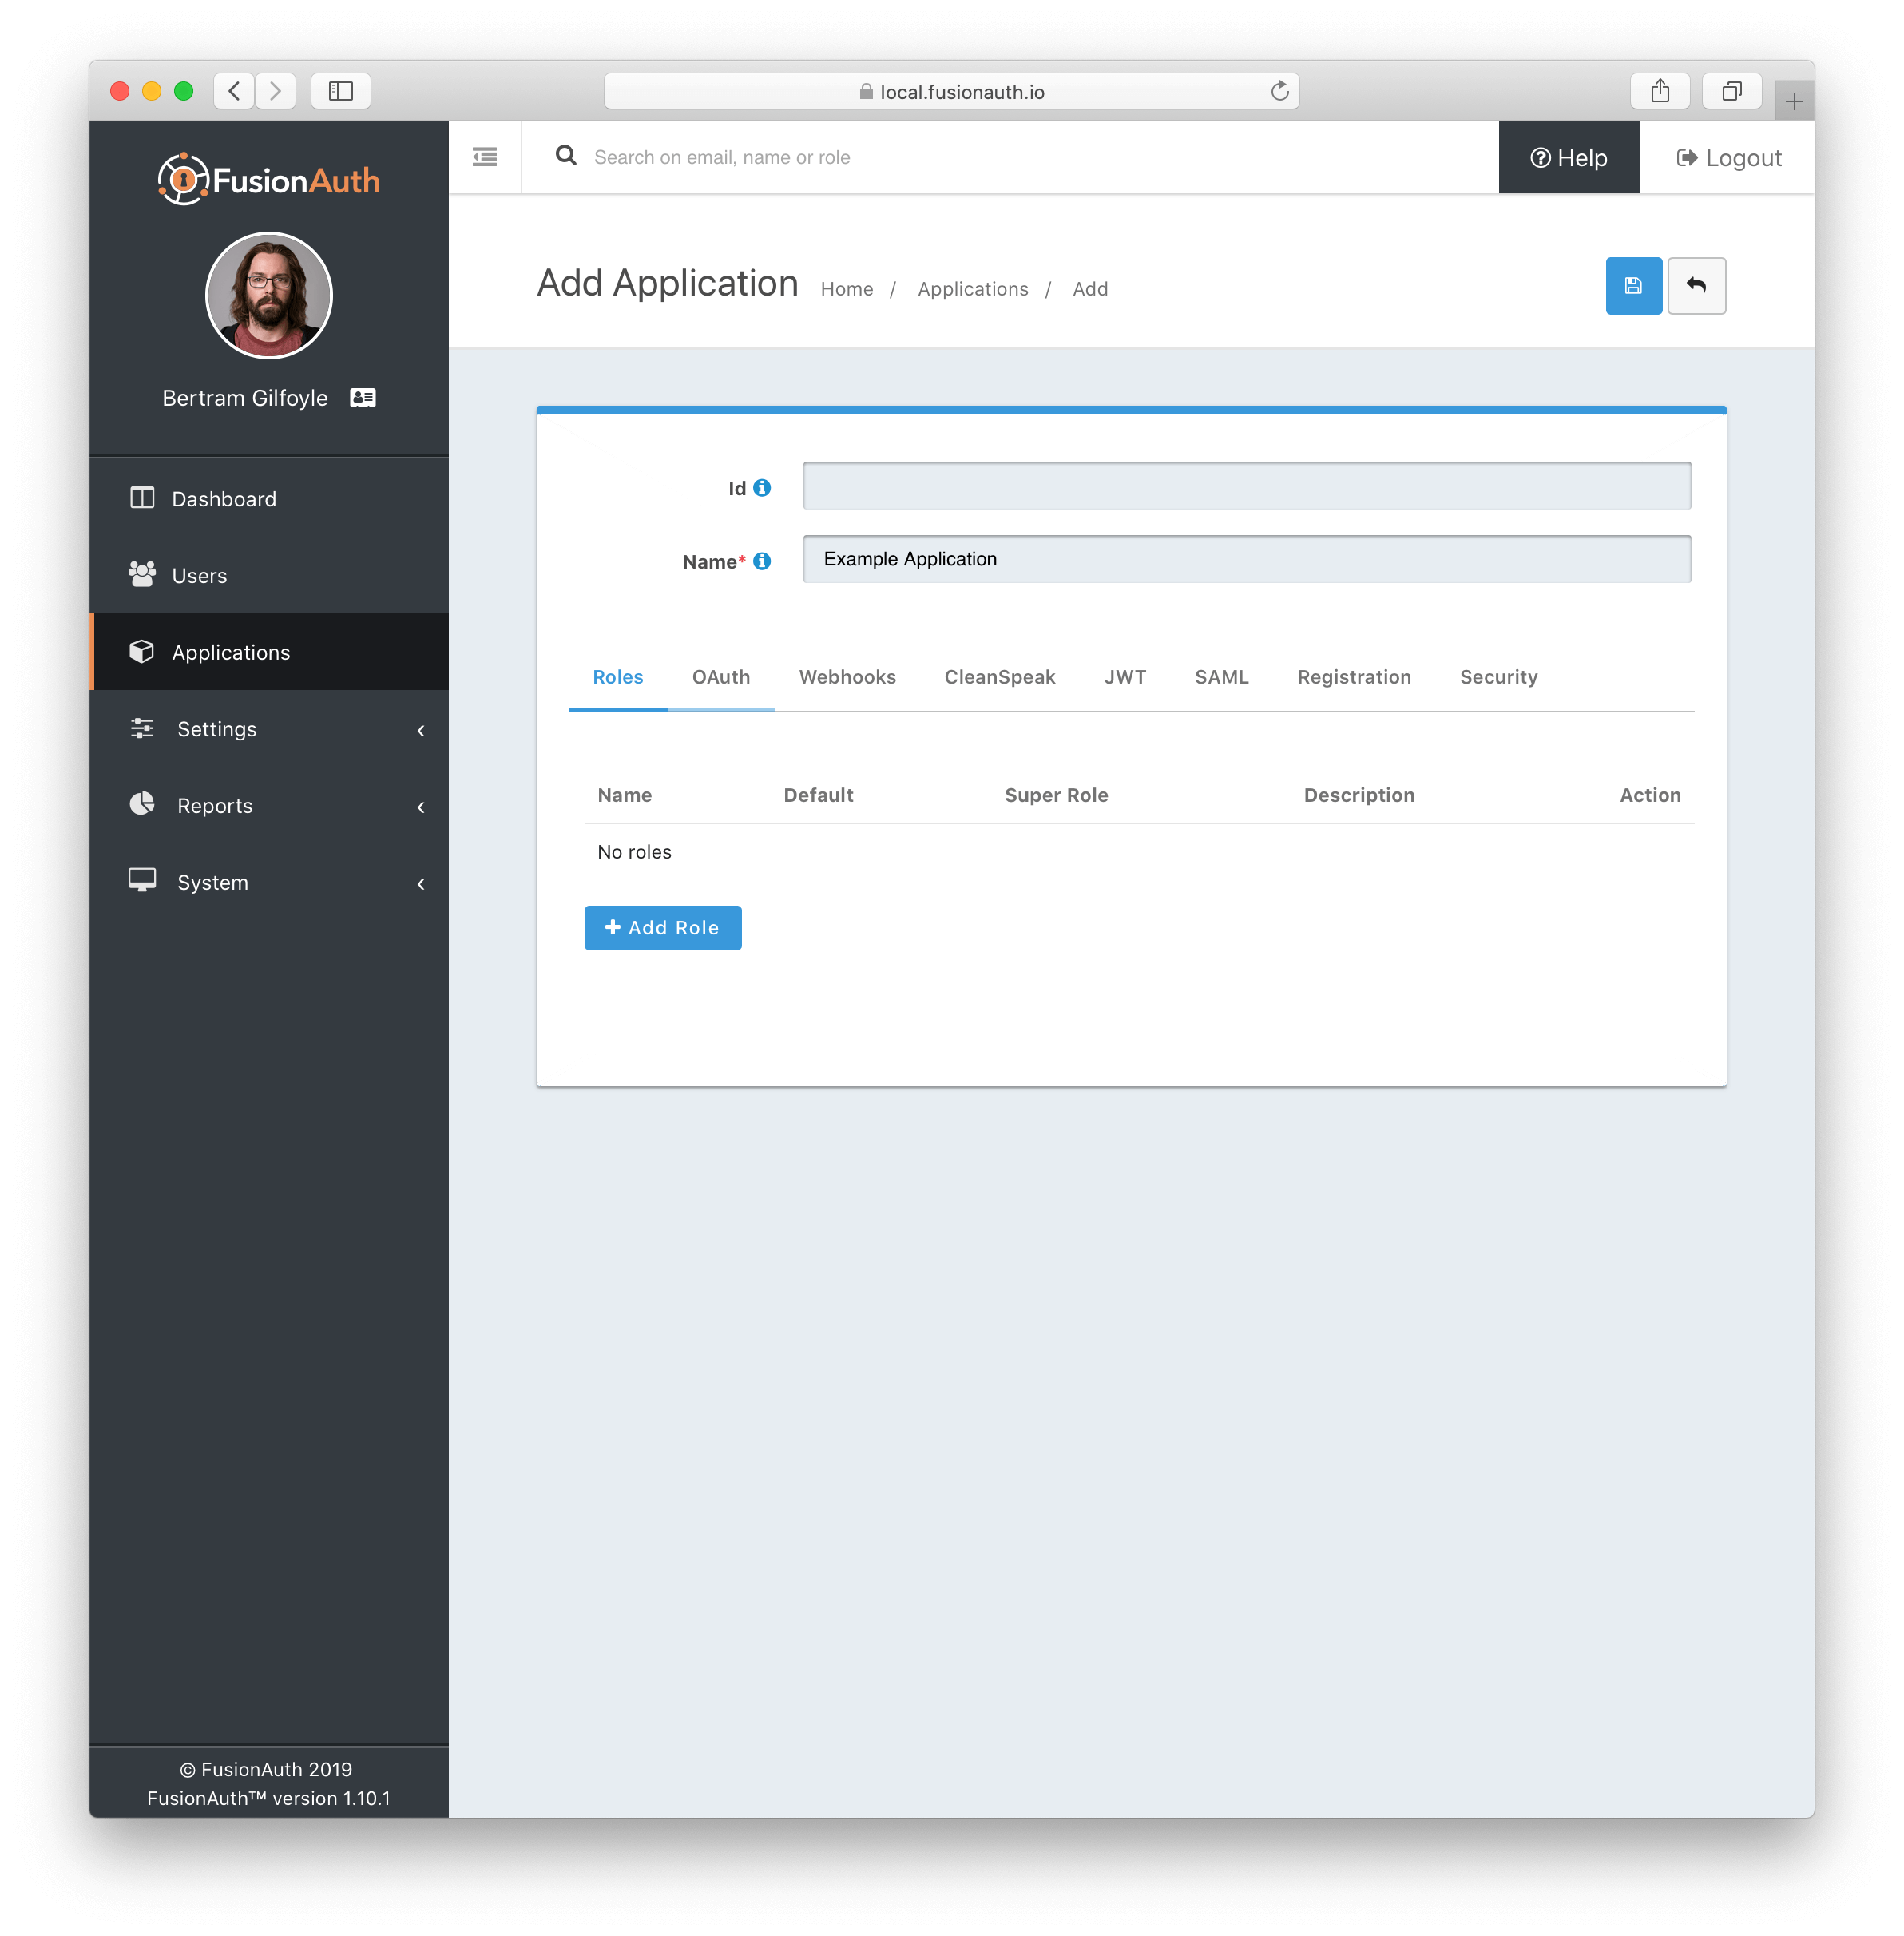 local.fusionauth.io
FusionAuth
Search on email, name or role
Help
Logout
Bertram Gilfoyle
Dashboard
Users
Applications
Settings
Reports
System
© FusionAuth 2019
FusionAuth™ version 1.10.1
Add Application Home / Applications / Add
Id
Name* Example Application
Roles OAuth Webhooks CleanSpeak JWT SAML Registration Security
Name Default Super Role Description Action
No roles
Add Role